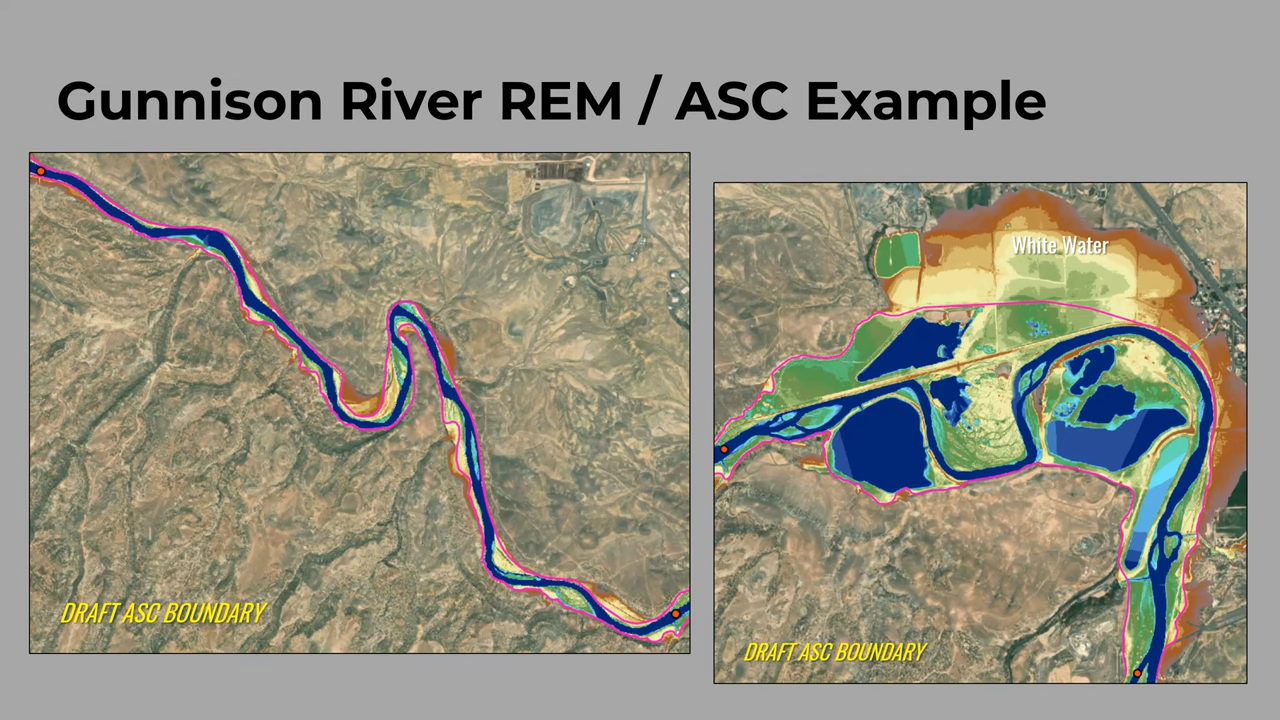 Gunnison River REM / ASC Example
DRAFT ASC BOUNDARY
White Water
DRAFT ASC BOUNDARY